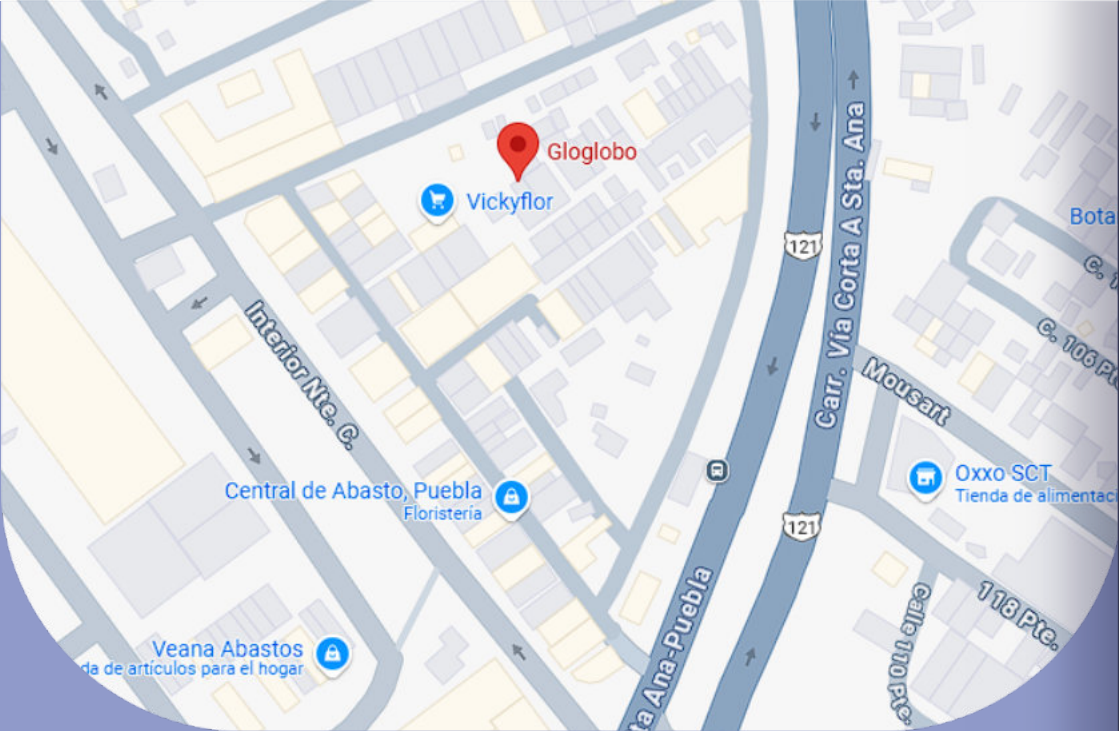 Gloglobo
Vickyflor
121
Carr. Vía Corta A Sta. Ana
Bota
C. 1
C. 106 Pt
Interior Nte. C.
Mousart
Central de Abasto, Puebla
Floristería
Oxxo SCT
Tienda de alimentaci
121
118 Pte.
Calle 110 Pte.
ta Ana-Puebla
Veana Abastos
da de artículos para el hogar